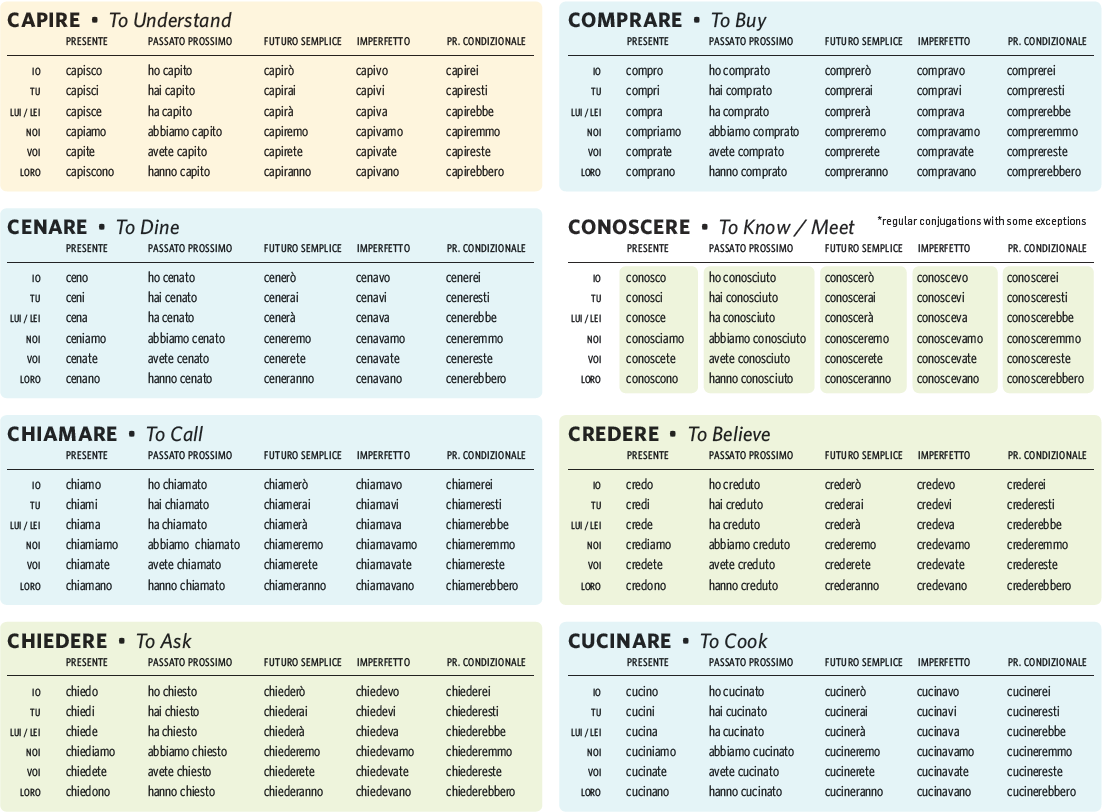 CAPIRE • To Understand
PRESENTE PASSATO PROSSIMO FUTURO SEMPLICE IMPERFETTO PR. CONDIZIONALE
IO capisco ho capito capirò capivo capirei
TU capisci hai capito capirai capivi capiresti
LUI / LEI capisce ha capito capirà capiva capirebbe
NOI capiamo abbiamo capito capiremo capivamo capiremmo
VOI capite avete capito capirete capivate capireste
LORO capiscono hanno capito capiranno capivano capirebbero
COMPRARE • To Buy
PRESENTE PASSATO PROSSIMO FUTURO SEMPLICE IMPERFETTO PR. CONDIZIONALE
IO compro ho comprato comprerò compravo comprerei
TU compri hai comprato comprerai compravi compreresti
LUI / LEI compra ha comprato comprerà comprava comprerebbe
NOI compriamo abbiamo comprato compreremo compravamo compreremmo
VOI comprate avete comprato comprerete compravate comprereste
LORO comprano hanno comprato compreranno compravano comprerebbero
CENARE • To Dine
PRESENTE PASSATO PROSSIMO FUTURO SEMPLICE IMPERFETTO PR. CONDIZIONALE
IO ceno ho cenato cenerò cenavo cenerei
TU ceni hai cenato cenerai cenavi ceneresti
LUI / LEI cena ha cenato cenerà cenava cenerebbe
NOI ceniamo abbiamo cenato ceneremo cenavamo ceneremmo
VOI cenate avete cenato cenerete cenavate cenereste
LORO cenano hanno cenato ceneranno cenavano cenerebbero
CONOSCERE • To Know / Meet *regular conjugations with some exceptions
PRESENTE PASSATO PROSSIMO FUTURO SEMPLICE IMPERFETTO PR. CONDIZIONALE
IO conosco ho conosciuto conoscerò conoscevo conoscerei
TU conosci hai conosciuto conoscerai conoscevi conosceresti
LUI / LEI conosce ha conosciuto conoscerà conosceva conoscerebbe
NOI conosciamo abbiamo conosciuto conosceremo conoscevamo conosceremmo
VOI conoscete avete conosciuto conoscerete conoscevate conoscereste
LORO conoscono hanno conosciuto conosceranno conoscevano conoscerebbero
CHIAMARE • To Call
PRESENTE PASSATO PROSSIMO FUTURO SEMPLICE IMPERFETTO PR. CONDIZIONALE
IO chiamo ho chiamato chiamerò chiamavo chiamerei
TU chiami hai chiamato chiamerai chiamavi chiameresti
LUI / LEI chiama ha chiamato chiamerà chiamava chiamerebbe
NOI chiamiamo abbiamo chiamato chiameremo chiamavamo chiameremmo
VOI chiamate avete chiamato chiamerete chiamavate chiamereste
LORO chiamano hanno chiamato chiameranno chiamavano chiamerebbero
CREDERE • To Believe
PRESENTE PASSATO PROSSIMO FUTURO SEMPLICE IMPERFETTO PR. CONDIZIONALE
IO credo ho creduto crederò credevo crederei
TU credi hai creduto crederai credevi crederesti
LUI / LEI crede ha creduto crederà credeva crederebbe
NOI crediamo abbiamo creduto crederemo credevamo crederemmo
VOI credete avete creduto crederete credevate credereste
LORO credono hanno creduto crederanno credevano crederebbero
CHIEDERE • To Ask
PRESENTE PASSATO PROSSIMO FUTURO SEMPLICE IMPERFETTO PR. CONDIZIONALE
IO chiedo ho chiesto chiederò chiedevo chiederei
TU chiedi hai chiesto chiederai chiedevi chiederesti
LUI / LEI chiede ha chiesto chiederà chiedeva chiederebbe
NOI chiediamo abbiamo chiesto chiederemo chiedevamo chiederemmo
VOI chiedete avete chiesto chiederete chiedevate chiedereste
LORO chiedono hanno chiesto chiederanno chiedevano chiederebbero
CUCINARE • To Cook
PRESENTE PASSATO PROSSIMO FUTURO SEMPLICE IMPERFETTO PR. CONDIZIONALE
IO cucino ho cucinato cucinerò cucinavo cucinerei
TU cucini hai cucinato cucinerai cucinavi cucineresti
LUI / LEI cucina ha cucinato cucinerà cucinava cucinerebbe
NOI cuciniamo abbiamo cucinato cucineremo cucinavamo cucineremmo
VOI cucinate avete cucinato cucinerete cucinavate cucinereste
LORO cucinano hanno cucinato cucineranno cucinavano cucinerebbero